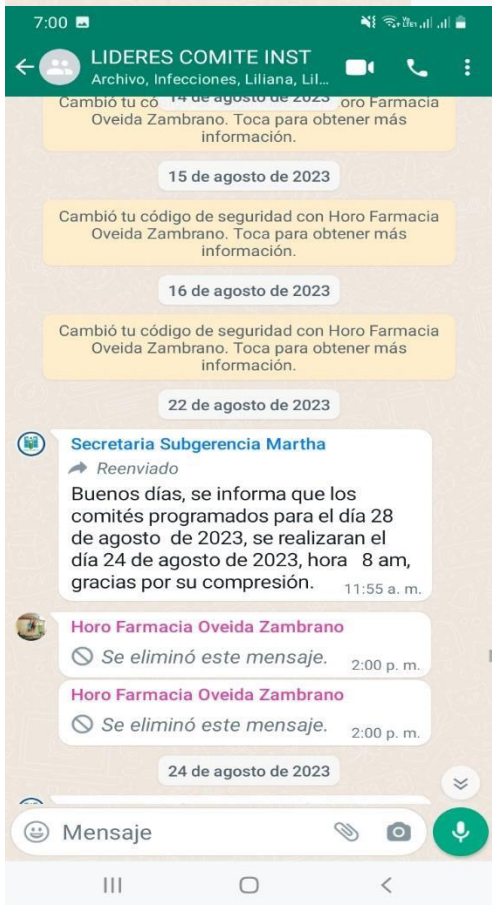 7:00
LIDERES COMITE INST
Archivo, Infecciones, Liliana, Lil...
14 de agosto de 2023
Cambió tu có oro Farmacia
Oveida Zambrano. Toca para obtener más
información.
15 de agosto de 2023
Cambió tu código de seguridad con Horo Farmacia
Oveida Zambrano. Toca para obtener más
información.
16 de agosto de 2023
Cambió tu código de seguridad con Horo Farmacia
Oveida Zambrano. Toca para obtener más
información.
22 de agosto de 2023
Secretaria Subgerencia Martha
Reenviado
Buenos días, se informa que los
comités programados para el día 28
de agosto de 2023, se realizaran el
día 24 de agosto de 2023, hora 8 am,
gracias por su compresión. 11:55 a. m.
Horo Farmacia Oveida Zambrano
Se eliminó este mensaje. 2:00 p. m.
Horo Farmacia Oveida Zambrano
Se eliminó este mensaje. 2:00 p. m.
24 de agosto de 2023
Mensaje